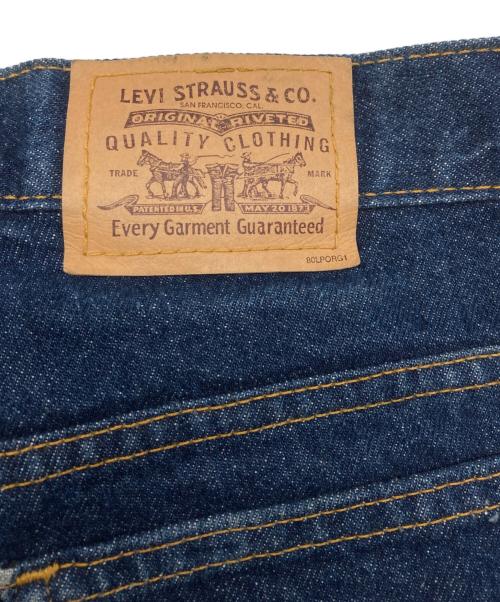 LEVI STRAUSS & CO.
SAN FRANCISCO, CAL.
ORIGINAL RIVETED
QUALITY CLOTHING
TRADE MARK
PATENTED IN U.S. MAY 20 1873
Every Garment Guaranteed
80LPORG1